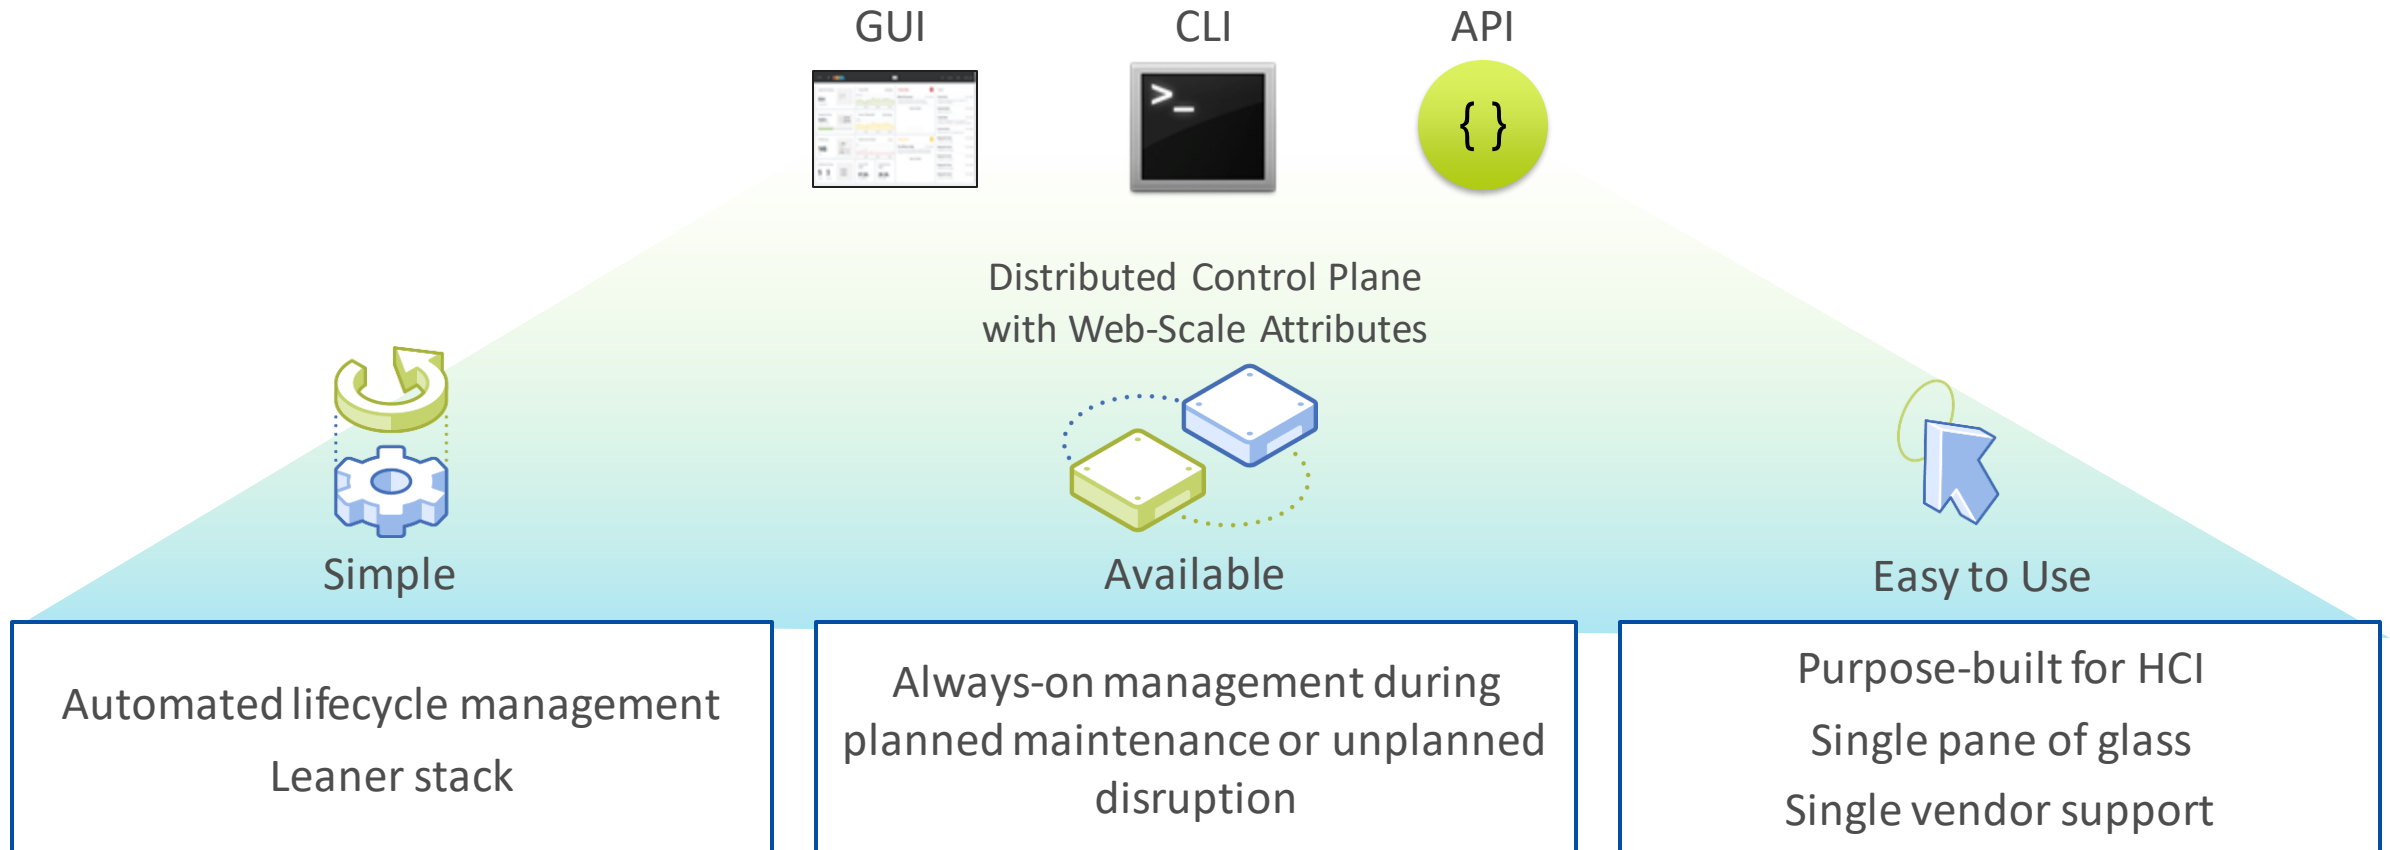 GUI
CLI
API
>_
{ }
Distributed Control Plane
with Web-Scale Attributes
Simple
Available
Easy to Use
Automated lifecycle management
Leaner stack
Always-on management during
planned maintenance or unplanned
disruption
Purpose-built for HCI
Single pane of glass
Single vendor support